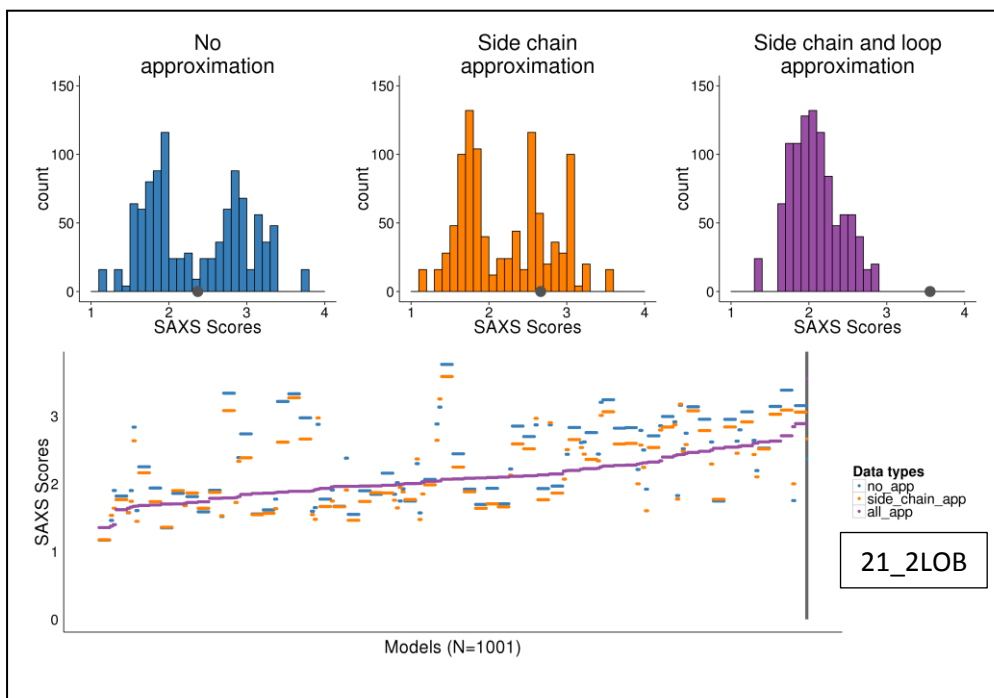 No
approximation
Side chain
approximation
Side chain and loop
approximation
150
100
50
0
count
1 2 3 4
SAXS Scores
150
100
50
0
count
1 2 3 4
SAXS Scores
150
100
50
0
count
1 2 3 4
SAXS Scores
3
2
1
0
SAXS Scores
Models (N=1001)
Data types
no_app
side_chain_app
all_app
21_2LOB